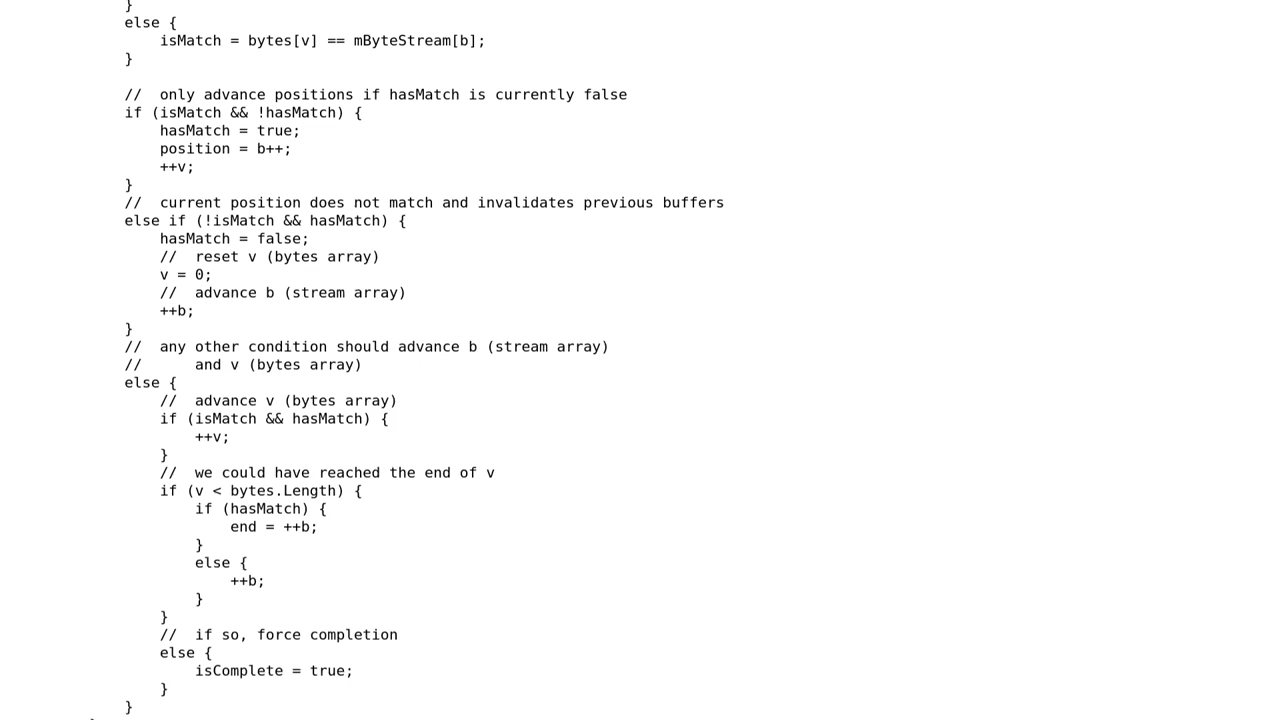 }
else {
isMatch = bytes[v] == mByteStream[b];
}
//  only advance positions if hasMatch is currently false
if (isMatch && !hasMatch) {
hasMatch = true;
position = b++;
++v;
}
//  current position does not match and invalidates previous buffers
else if (!isMatch && hasMatch) {
hasMatch = false;
//  reset v (bytes array)
v = 0;
//  advance b (stream array)
++b;
}
//  any other condition should advance b (stream array)
//      and v (bytes array)
else {
//  advance v (bytes array)
if (isMatch && hasMatch) {
++v;
}
//  we could have reached the end of v
if (v < bytes.Length) {
if (hasMatch) {
end = ++b;
}
else {
++b;
}
}
//  if so, force completion
else {
isComplete = true;
}
}